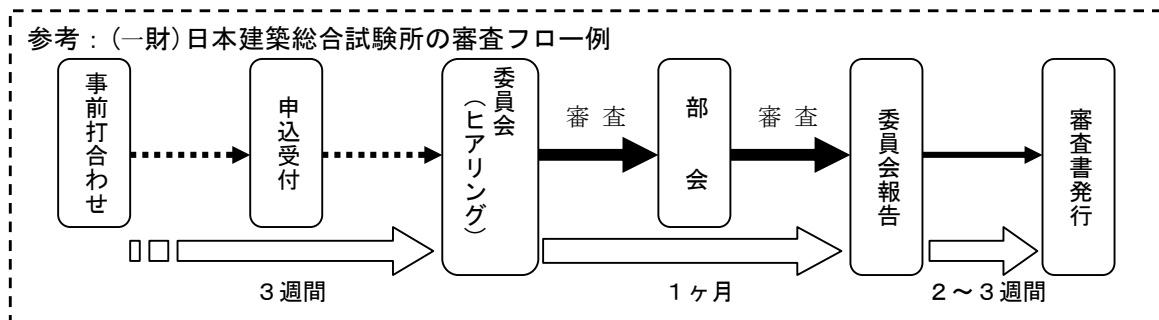 参考：(一財)日本建築総合試験所の審査フロー例
事前打合わせ
申込受付
委員会
（ヒアリング）
審 査
部 会
審 査
委員会報告
審査書発行
３週間
１ヶ月
２～３週間